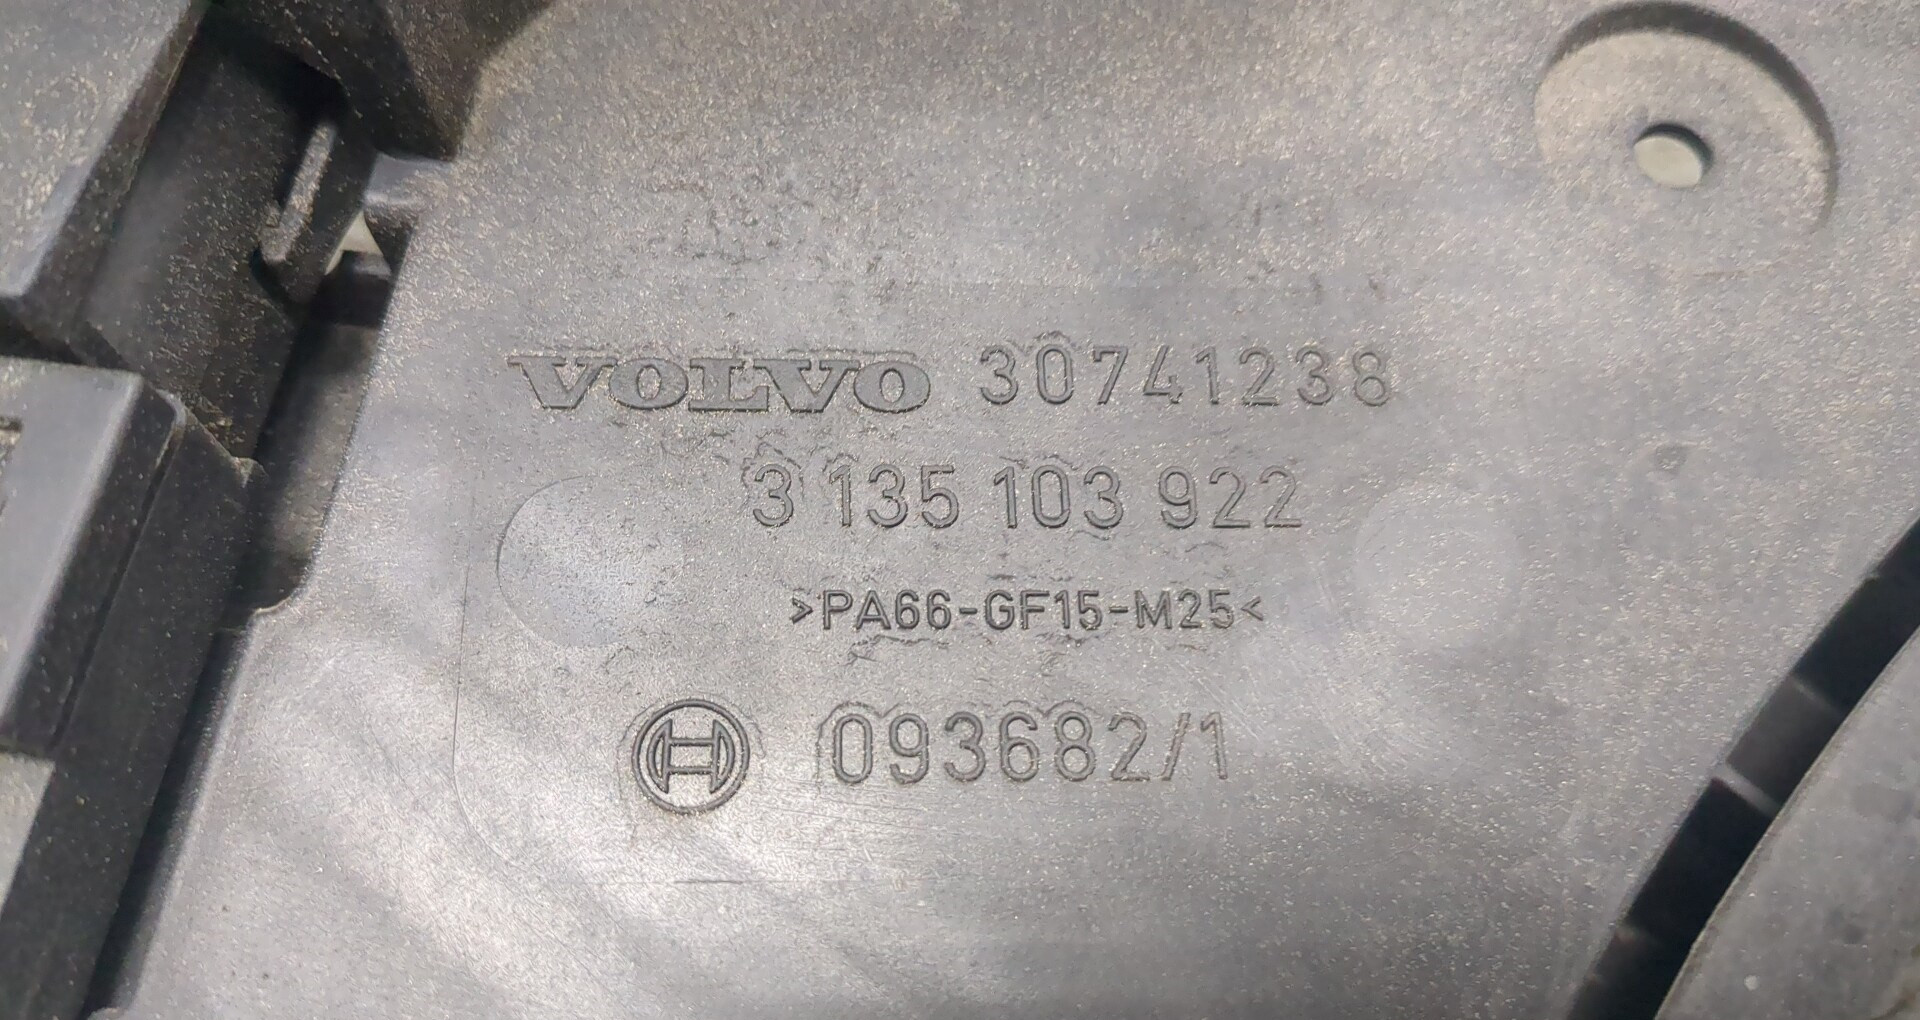 VOLVO 30741238
3 135 103 922
>PA66-GF15-M25<
093682/1